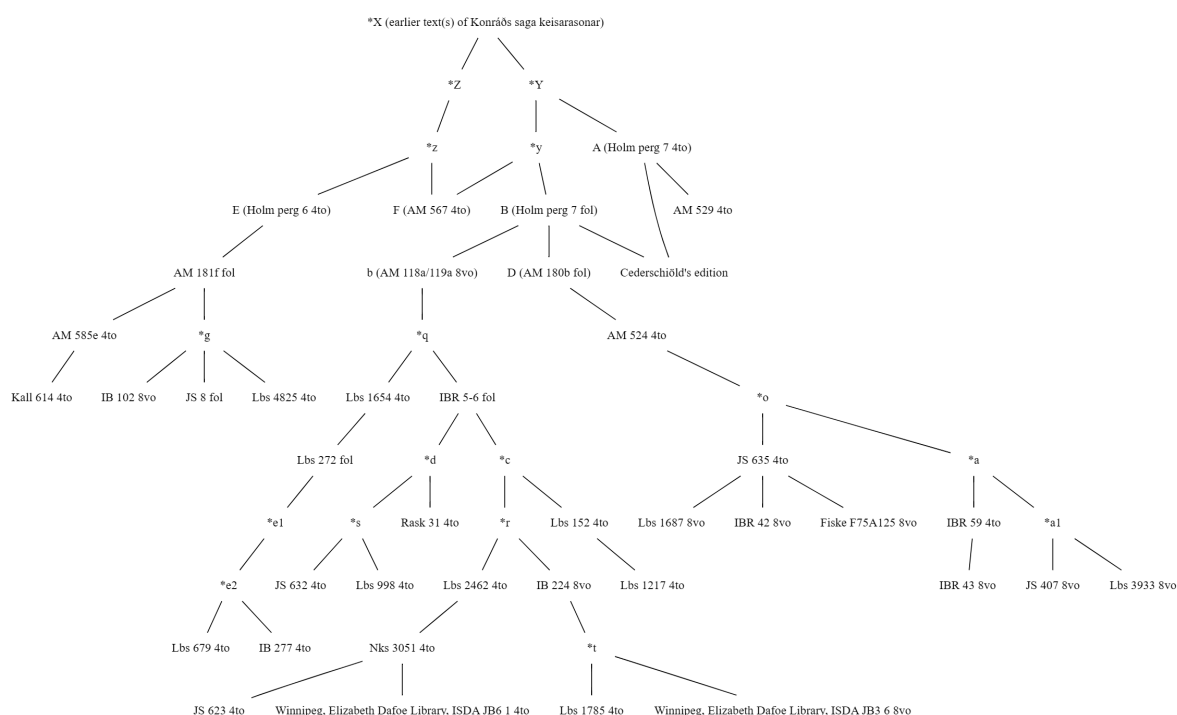 *X (earlier text(s) of Konráðs saga keisarasonar)
*Z
*Y
*z
*y
A (Holm perg 7 4to)
E (Holm perg 6 4to)
F (AM 567 4to)
B (Holm perg 7 fol)
AM 529 4to
AM 181f fol
b (AM 118a/119a 8vo)
D (AM 180b fol)
Cederschiöld's edition
AM 585e 4to
*g
*q
AM 524 4to
Kall 614 4to
IB 102 8vo
JS 8 fol
Lbs 4825 4to
Lbs 1654 4to
IBR 5-6 fol
*o
Lbs 272 fol
*d
*c
JS 635 4to
*a
*e1
*s
Rask 31 4to
*r
Lbs 152 4to
Lbs 1687 8vo
IBR 42 8vo
Fiske F75A125 8vo
IBR 59 4to
*a1
*e2
JS 632 4to
Lbs 998 4to
Lbs 2462 4to
IB 224 8vo
Lbs 1217 4to
IBR 43 8vo
JS 407 8vo
Lbs 3933 8vo
Lbs 679 4to
IB 277 4to
Nks 3051 4to
*t
JS 623 4to
Winnipeg, Elizabeth Dafoe Library, ISDA JB6 1 4to
Lbs 1785 4to
Winnipeg, Elizabeth Dafoe Library, ISDA JB3 6 8vo